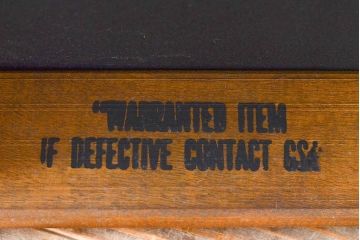 "WARRANTED ITEM
IF DEFECTIVE CONTACT GSA"